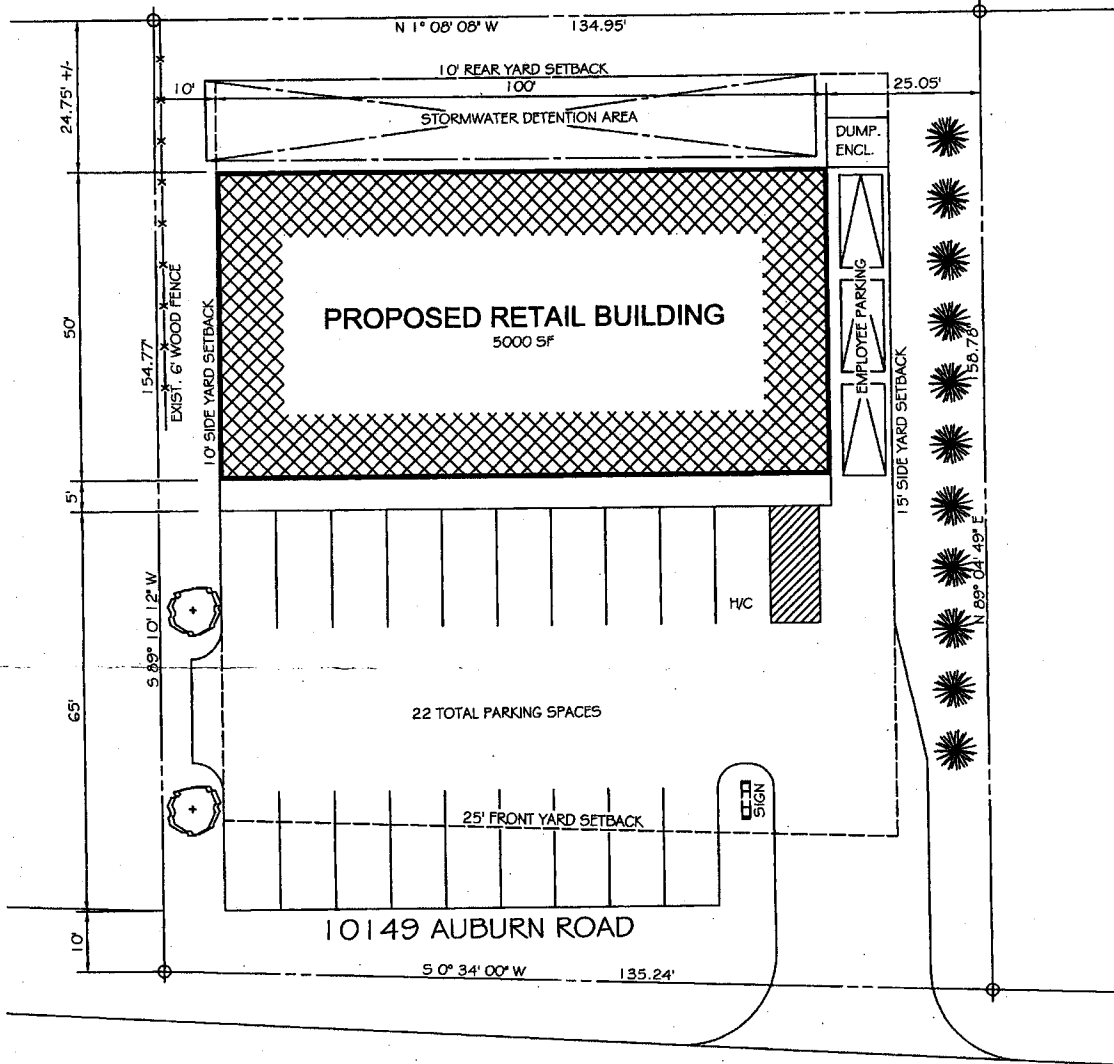 N 1° 08' 08" W 134.95'
10' REAR YARD SETBACK
24.75' +/-
10'
100'
25.05'
STORMWATER DETENTION AREA
DUMP.
ENCL.
50'
154.77'
EXIST. 6' WOOD FENCE
10' SIDE YARD SETBACK
PROPOSED RETAIL BUILDING
5000 SF
EMPLOYEE PARKING
15' SIDE YARD SETBACK
158.78'
5'
S 89° 10' 12" W
N 89° 04' 49" E
H/C
65'
22 TOTAL PARKING SPACES
SIGN
25' FRONT YARD SETBACK
10149 AUBURN ROAD
10'
S 0° 34' 00" W 135.24'